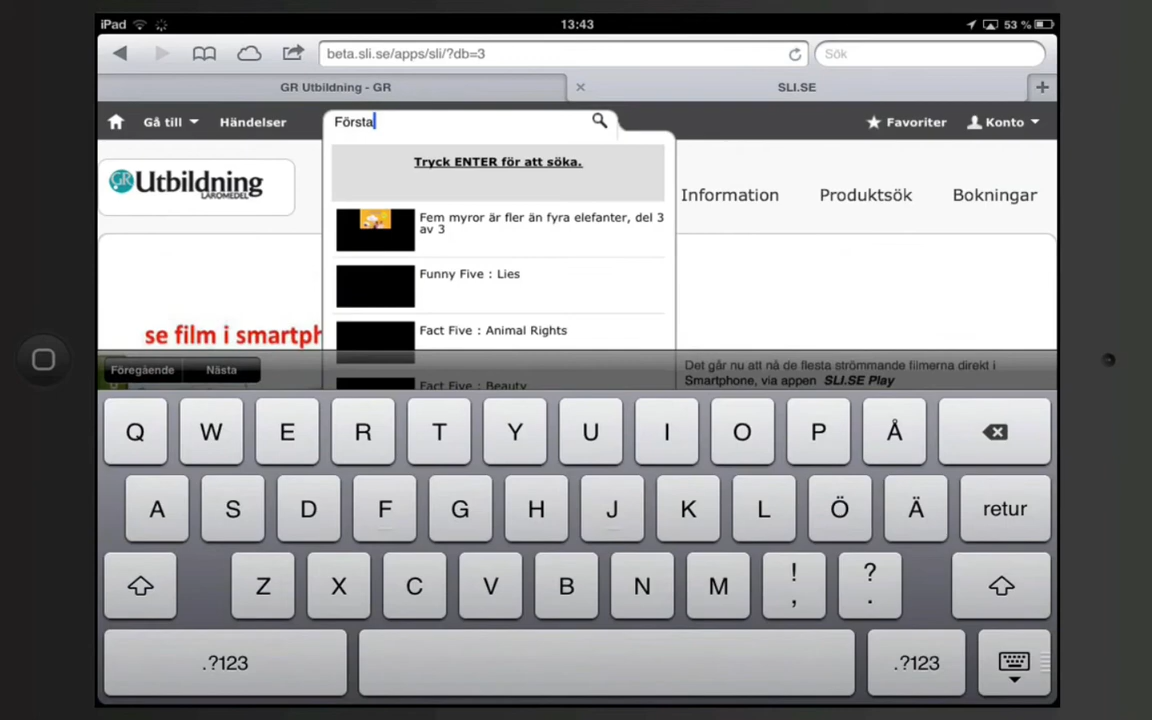 iPad 13:43 53 %
beta.sli.se/apps/sli/?db=3 Sök
GR Utbildning - GR SLI.SE
Gå till Händelser Första Favoriter Konto
Tryck ENTER för att söka.
GR Utbildning
LÄROMEDEL
Information Produktsök Bokningar
Fem myror är fler än fyra elefanter, del 3
av 3
Funny Five : Lies
se film i smartph
Fact Five : Animal Rights
Föregående Nästa
Det går nu att nå de flesta strömmande filmerna direkt i
Smartphone, via appen SLI.SE Play
Fact Five : Beauty
Q W E R T Y U I O P Å
A S D F G H J K L Ö Ä retur
Z X C V B N M ! , ? .
.?123 .?123